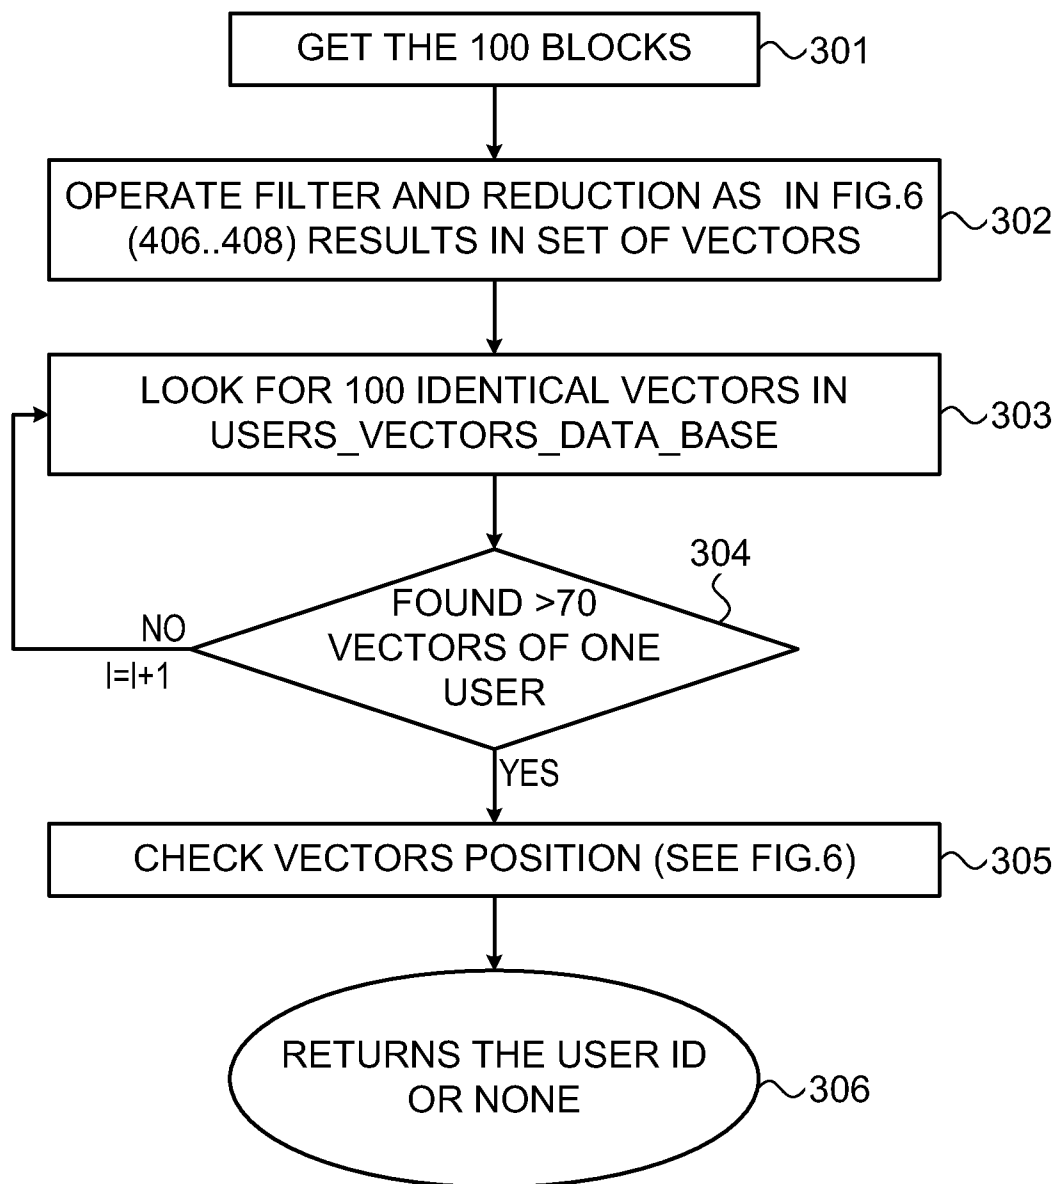 GET THE 100 BLOCKS
301
OPERATE FILTER AND REDUCTION AS IN FIG.6
(406..408) RESULTS IN SET OF VECTORS
302
LOOK FOR 100 IDENTICAL VECTORS IN
USERS_VECTORS_DATA_BASE
303
304
FOUND >70
VECTORS OF ONE
USER
NO
I=I+1
YES
CHECK VECTORS POSITION (SEE FIG.6)
305
RETURNS THE USER ID
OR NONE
306